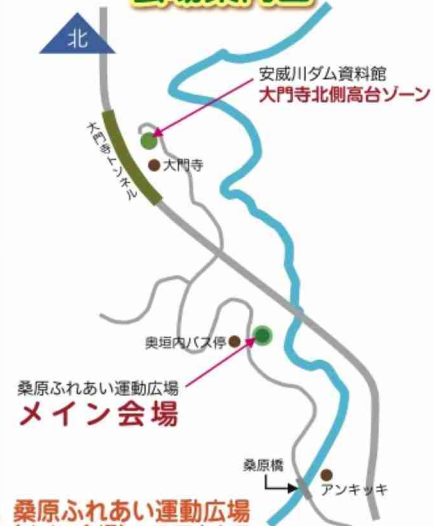 北
安威川ダム資料館
大門寺北側高台ゾーン
大門寺トンネル
大門寺
奥垣内バス停
桑原ふれあい運動広場
メイン会場
桑原橋
アンキッキ
桑原ふれあい運動広場